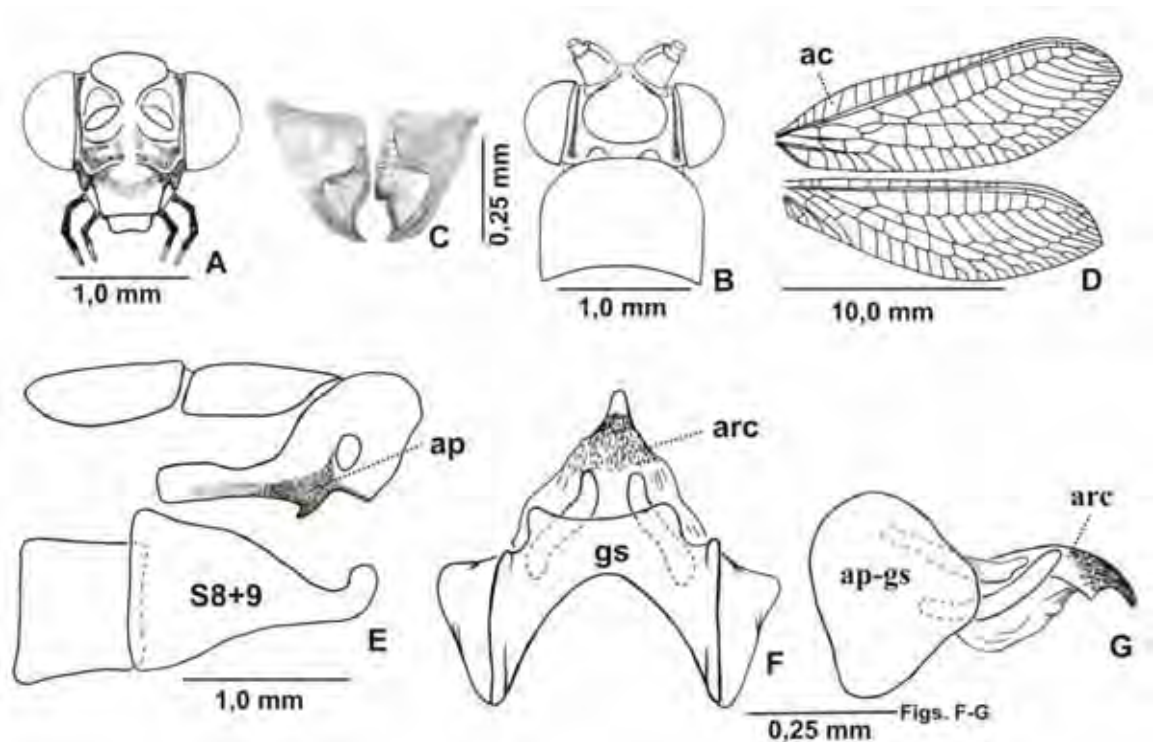 ac
A
1,0 mm
C
0,25 mm
B
1,0 mm
D
10,0 mm
ap
S8+9
E
1,0 mm
arc
gs
F
arc
ap-gs
G
0,25 mm
Figs. F-G